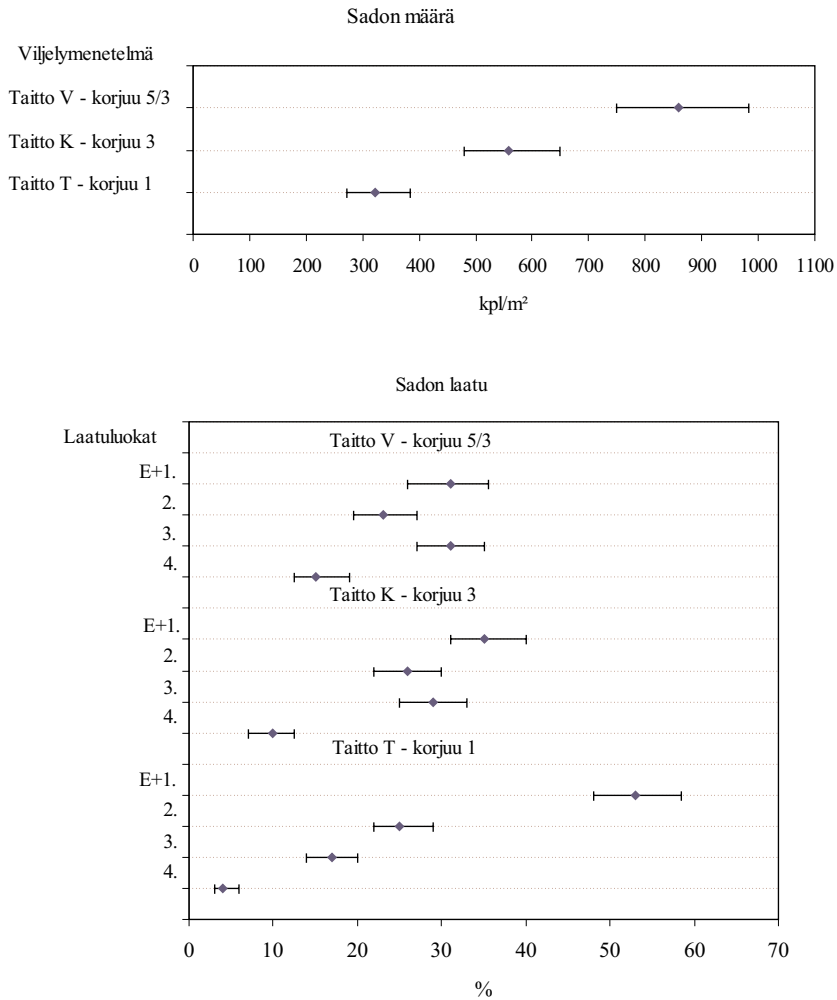 Sadon määrä
Viljelymenetelmä
Taitto V - korjuu 5/3
Taitto K - korjuu 3
Taitto T - korjuu 1
0 100 200 300 400 500 600 700 800 900 1000 1100
kpl/m²
Sadon laatu
Laatuluokat
Taitto V - korjuu 5/3
E+1.
2.
3.
4.
Taitto K - korjuu 3
E+1.
2.
3.
4.
Taitto T - korjuu 1
E+1.
2.
3.
4.
0 10 20 30 40 50 60 70
%